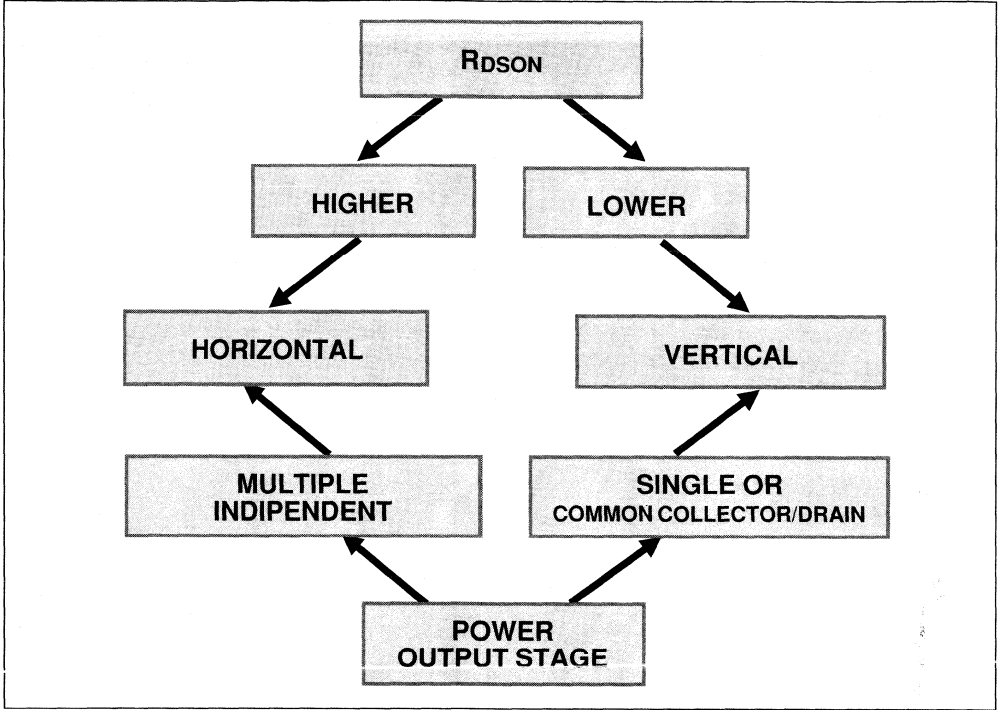 RDSON
HIGHER
LOWER
HORIZONTAL
VERTICAL
MULTIPLE
INDIPENDENT
SINGLE OR
COMMON COLLECTOR/DRAIN
POWER
OUTPUT STAGE